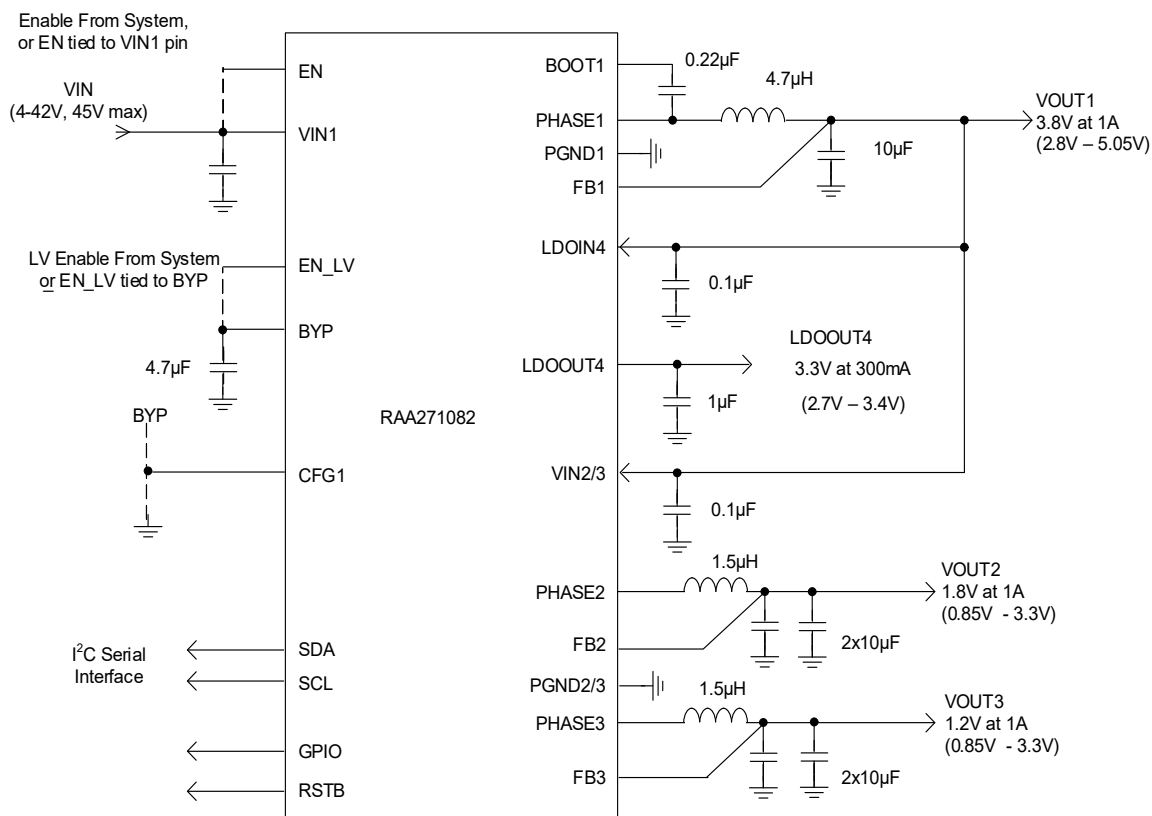 Enable From System,
or EN tied to VIN1 pin
VIN
(4-42V, 45V max)
EN
VIN1
LV Enable From System
or EN_LV tied to BYP
EN_LV
BYP
4.7µF
BYP
CFG1
I²C Serial
Interface
SDA
SCL
GPIO
RSTB
RAA271082
BOOT1
0.22µF
4.7µH
PHASE1
PGND1
10µF
FB1
VOUT1
3.8V at 1A
(2.8V – 5.05V)
LDOIN4
0.1µF
LDOOUT4
LDOOUT4
3.3V at 300mA
(2.7V – 3.4V)
1µF
VIN2/3
0.1µF
1.5µH
PHASE2
VOUT2
1.8V at 1A
(0.85V - 3.3V)
FB2
2x10µF
PGND2/3
1.5µH
PHASE3
VOUT3
1.2V at 1A
(0.85V - 3.3V)
FB3
2x10µF